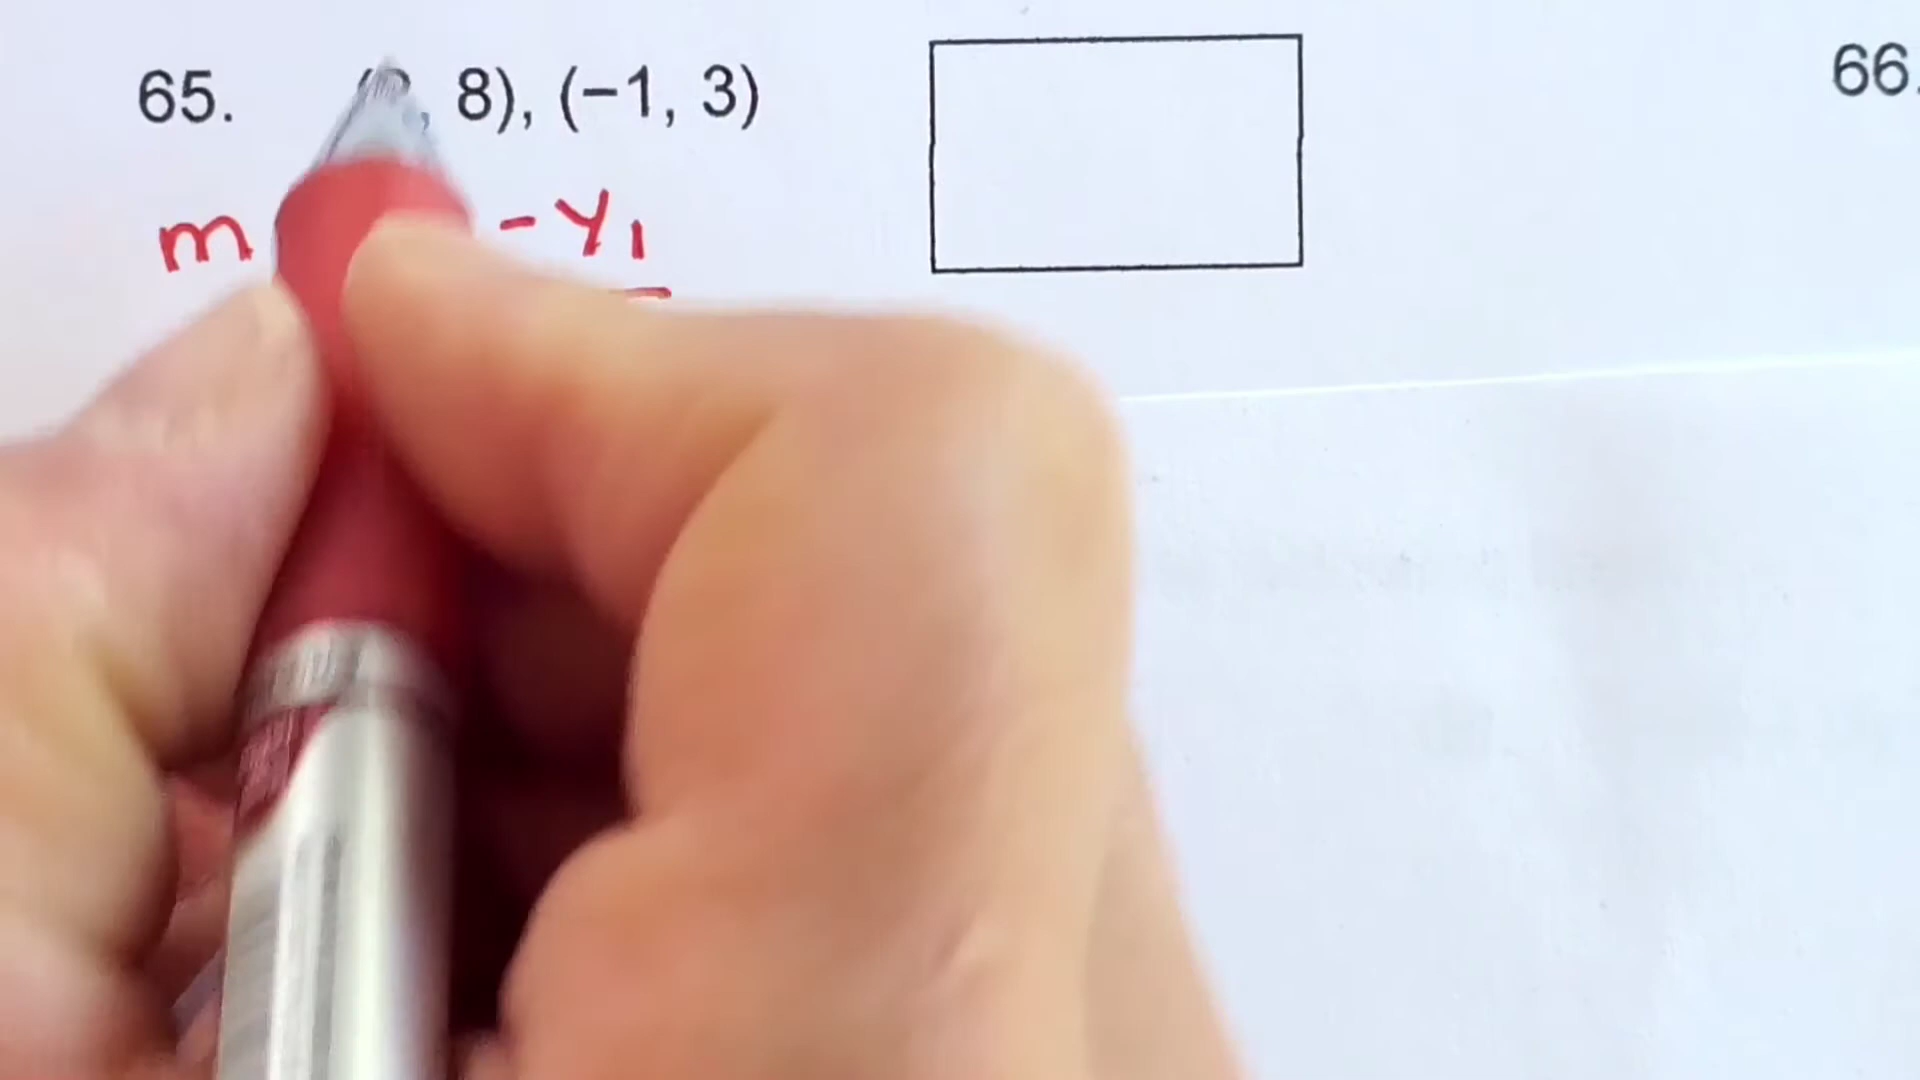 65. , 8), (−1, 3)
66.
m - y₁